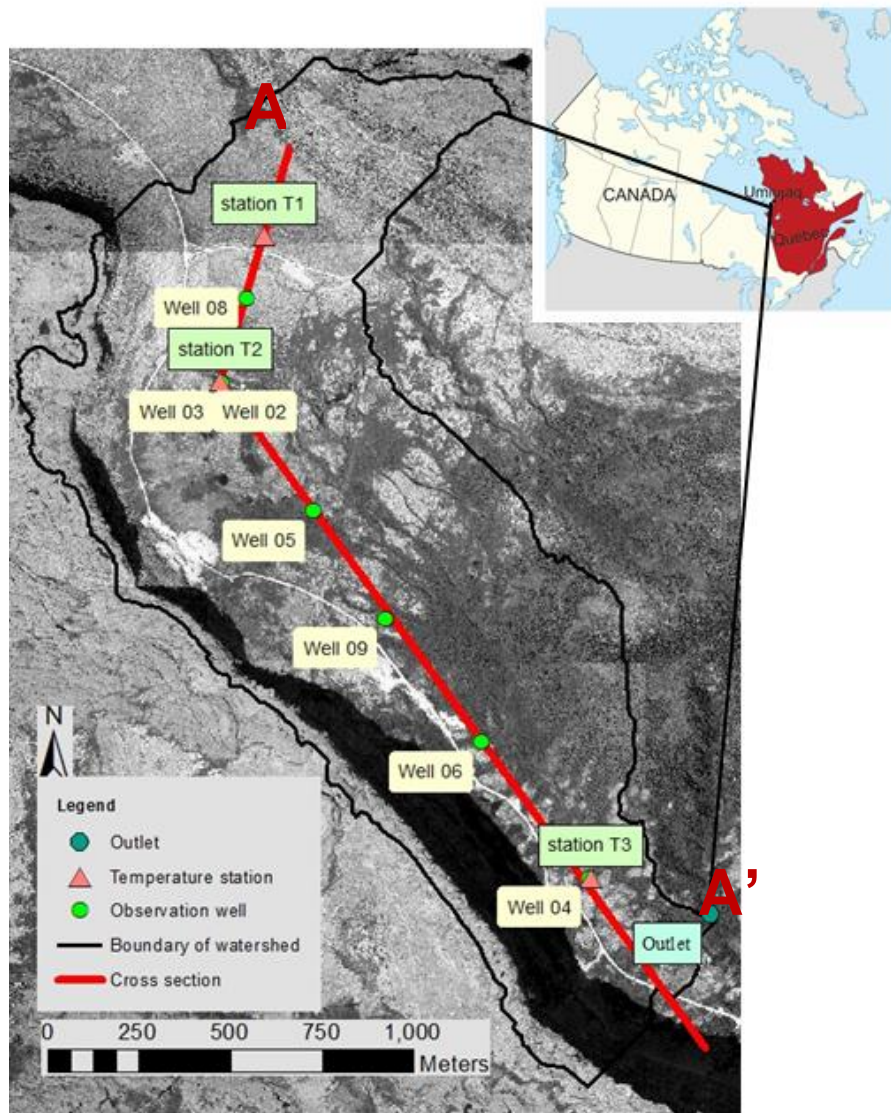 A
CANADA
Umiujaq
Quebec
station T1
Well 08
station T2
Well 03
Well 02
Well 05
Well 09
Well 06
station T3
Well 04
A’
Outlet
N
Legend
Outlet
Temperature station
Observation well
Boundary of watershed
Cross section
0 250 500 750 1,000
Meters